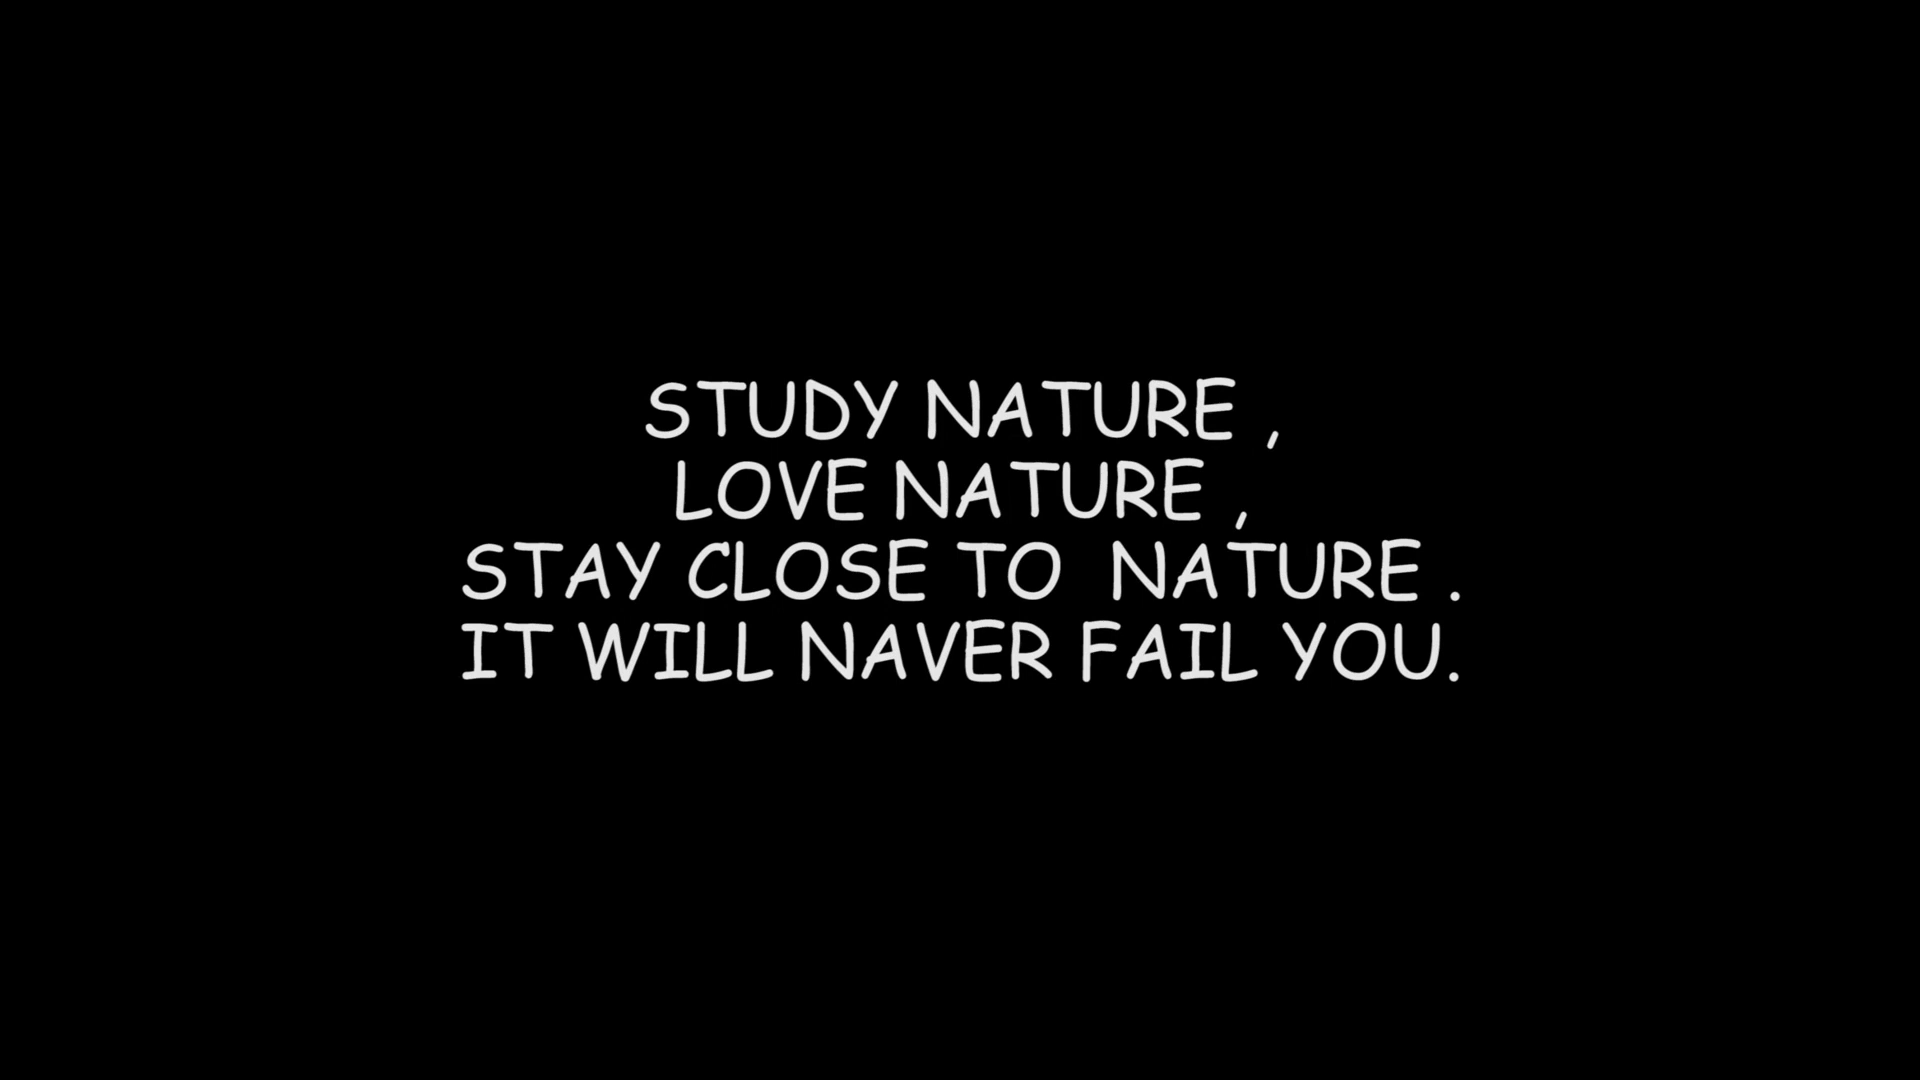 STUDY NATURE ,
LOVE NATURE ,
STAY CLOSE TO  NATURE .
IT WILL NAVER FAIL YOU.